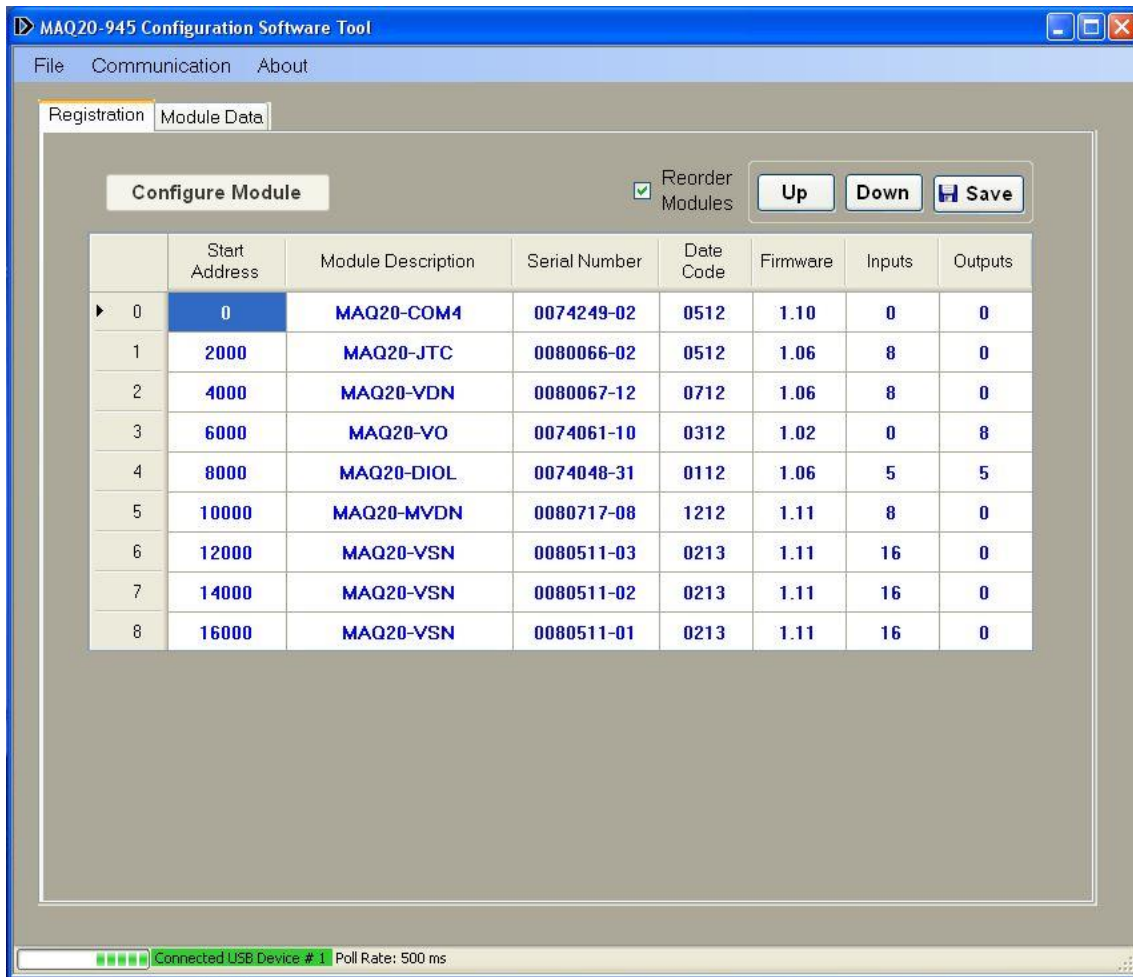 MAQ20-945 Configuration Software Tool
File Communication About
Registration Module Data
Configure Module
Reorder
Modules
Up Down Save
Start
Address Module Description Serial Number Date
Code Firmware Inputs Outputs
0 0 MAQ20-COM4 0074249-02 0512 1.10 0 0
1 2000 MAQ20-JTC 0080066-02 0512 1.06 8 0
2 4000 MAQ20-VDN 0080067-12 0712 1.06 8 0
3 6000 MAQ20-VO 0074061-10 0312 1.02 0 8
4 8000 MAQ20-DIOL 0074048-31 0112 1.06 5 5
5 10000 MAQ20-MVDN 0080717-08 1212 1.11 8 0
6 12000 MAQ20-VSN 0080511-03 0213 1.11 16 0
7 14000 MAQ20-VSN 0080511-02 0213 1.11 16 0
8 16000 MAQ20-VSN 0080511-01 0213 1.11 16 0
Connected USB Device # 1 Poll Rate: 500 ms